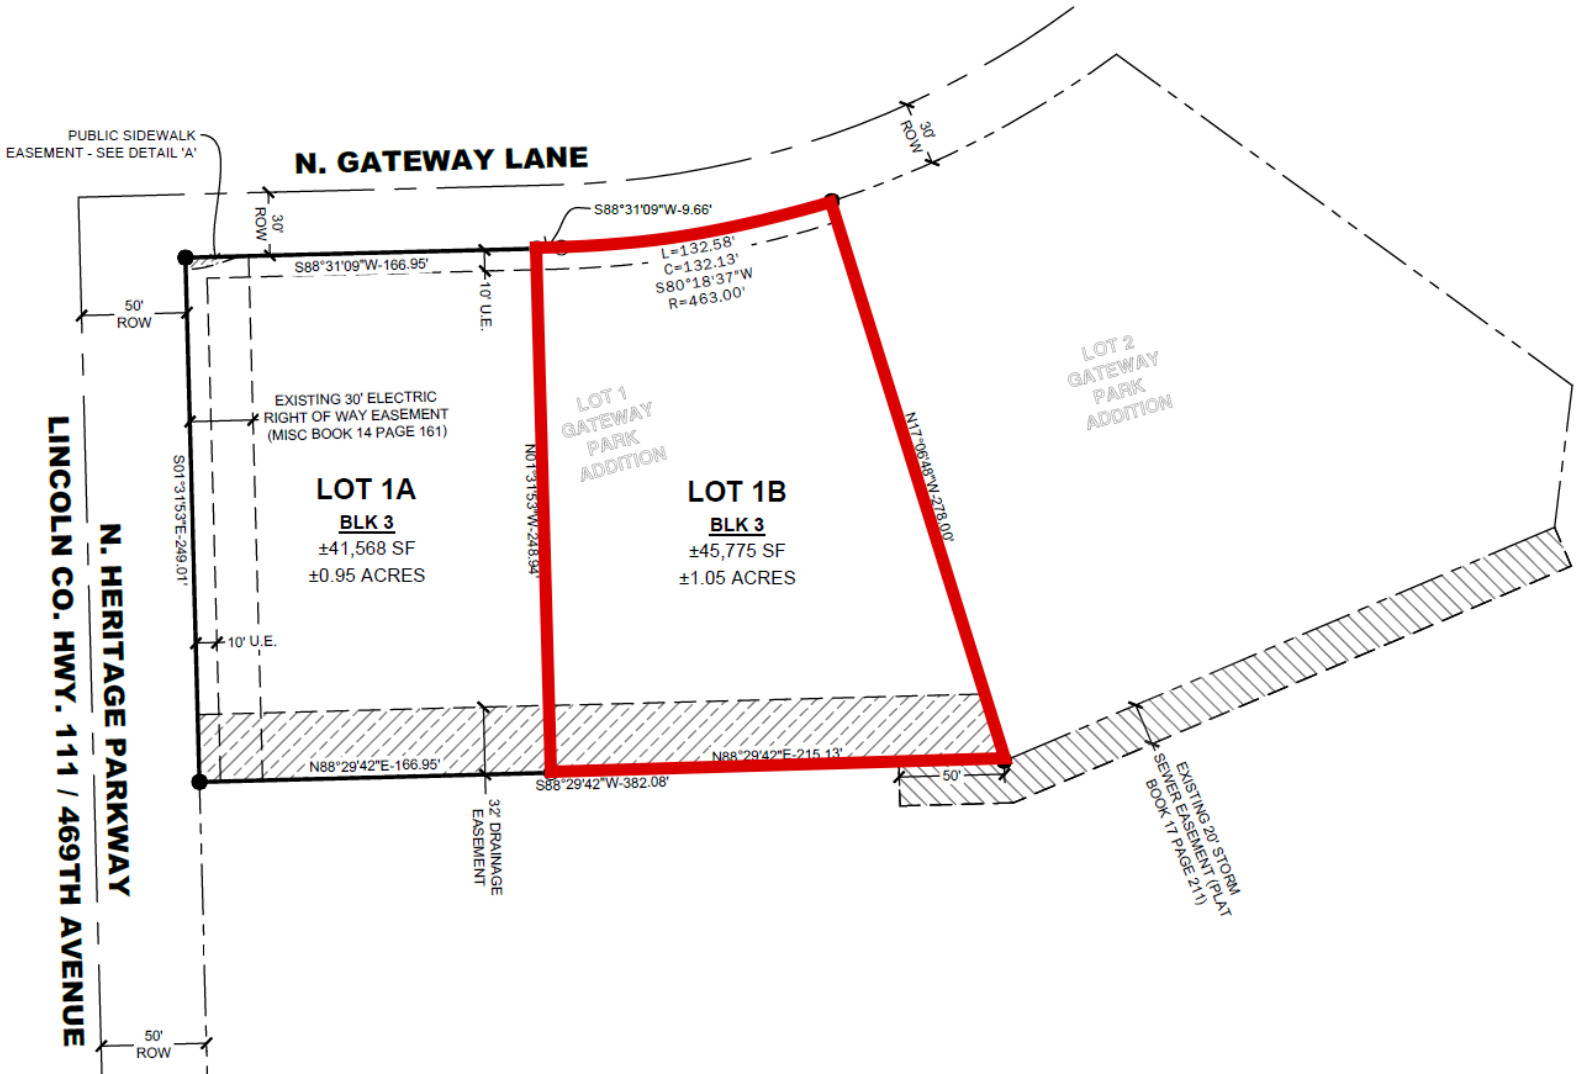 PUBLIC SIDEWALK
EASEMENT - SEE DETAIL 'A'
N. GATEWAY LANE
30'
ROW
30'
ROW
S88°31'09"W-9.66'
S88°31'09"W-166.95'
L=132.58'
C=132.13'
S80°18'37"W
R=463.00'
10' U.E.
50'
ROW
EXISTING 30' ELECTRIC
RIGHT OF WAY EASEMENT
(MISC BOOK 14 PAGE 161)
LOT 1
GATEWAY
PARK
ADDITION
LOT 2
GATEWAY
PARK
ADDITION
S01°31'53"E-249.01'
N01°31'53"W-248.94'
N17°06'48"W-278.00'
LOT 1A
BLK 3
±41,568 SF
±0.95 ACRES
LOT 1B
BLK 3
±45,775 SF
±1.05 ACRES
10' U.E.
N. HERITAGE PARKWAY
LINCOLN CO. HWY. 111 / 469TH AVENUE
N88°29'42"E-166.95'
N88°29'42"E-215.13'
S88°29'42"W-382.08'
50'
32' DRAINAGE
EASEMENT
EXISTING 20' STORM
SEWER EASEMENT (PLAT
BOOK 17 PAGE 211)
50'
ROW